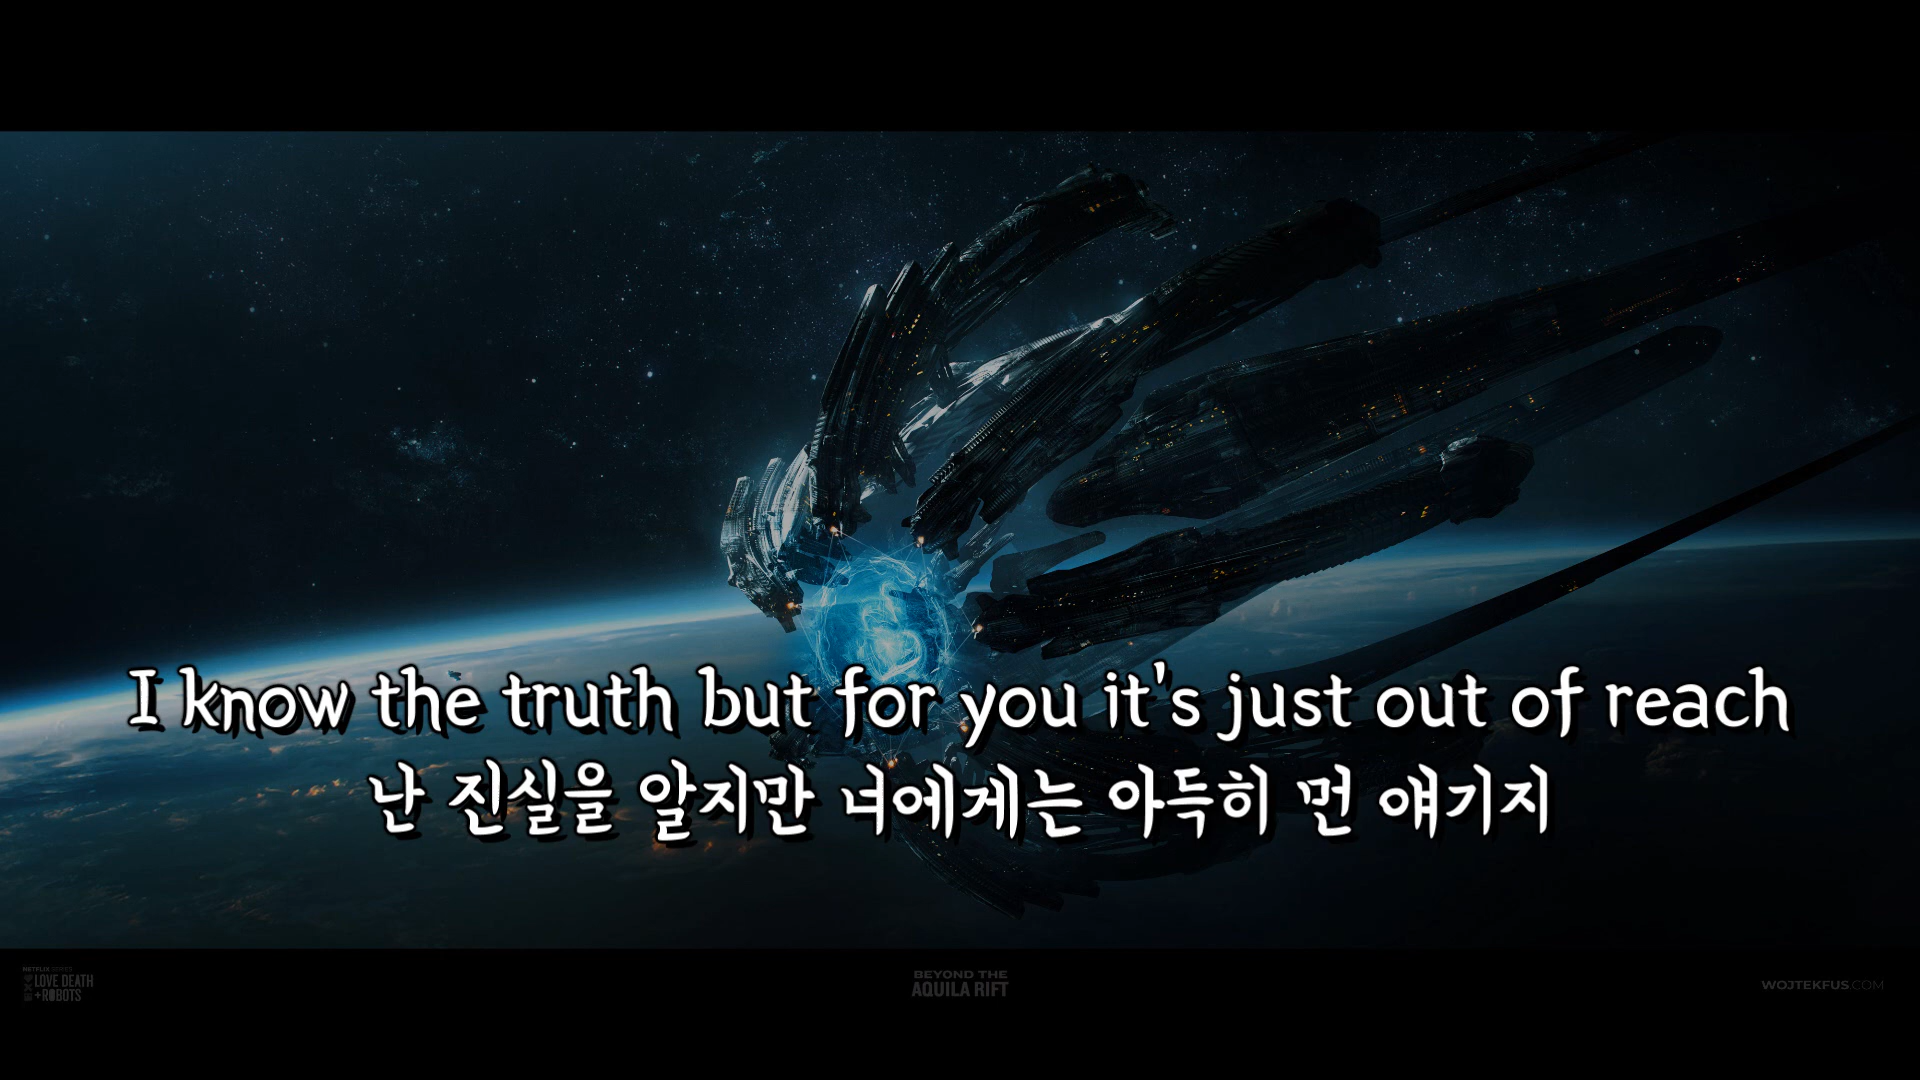 I know the truth but for you it's just out of reach
난 진실을 알지만 너에게는 아득히 먼 얘기지
NETFLIX SERIES
LOVE DEATH
+ROBOTS
BEYOND THE
AQUILA RIFT
WOJTEKFUS.COM